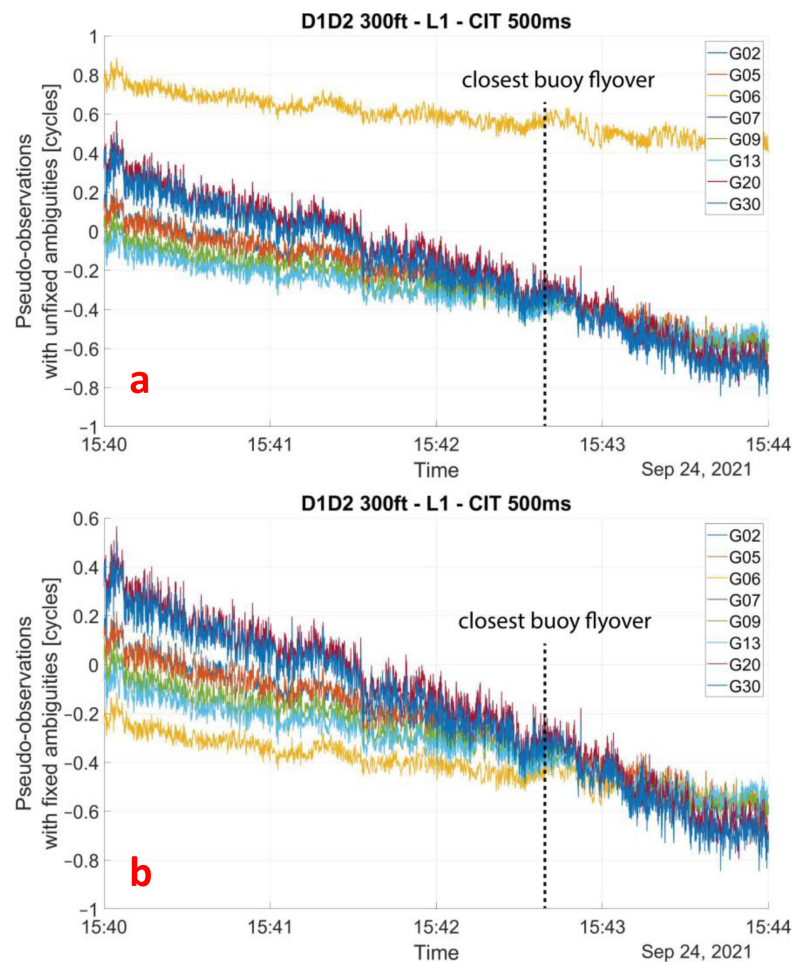 D1D2 300ft - L1 - CIT 500ms
Pseudo-observations
with unfixed ambiguities [cycles]
1
0.8
0.6
0.4
0.2
0
−0.2
−0.4
−0.6
−0.8
−1
closest buoy flyover
G02
G05
G06
G07
G09
G13
G20
G30
a
15:40
15:41
15:42
15:43
15:44
Time
Sep 24, 2021
D1D2 300ft - L1 - CIT 500ms
Pseudo-observations
with fixed ambiguities [cycles]
0.6
0.4
0.2
0
−0.2
−0.4
−0.6
−0.8
−1
closest buoy flyover
G02
G05
G06
G07
G09
G13
G20
G30
b
15:40
15:41
15:42
15:43
15:44
Time
Sep 24, 2021